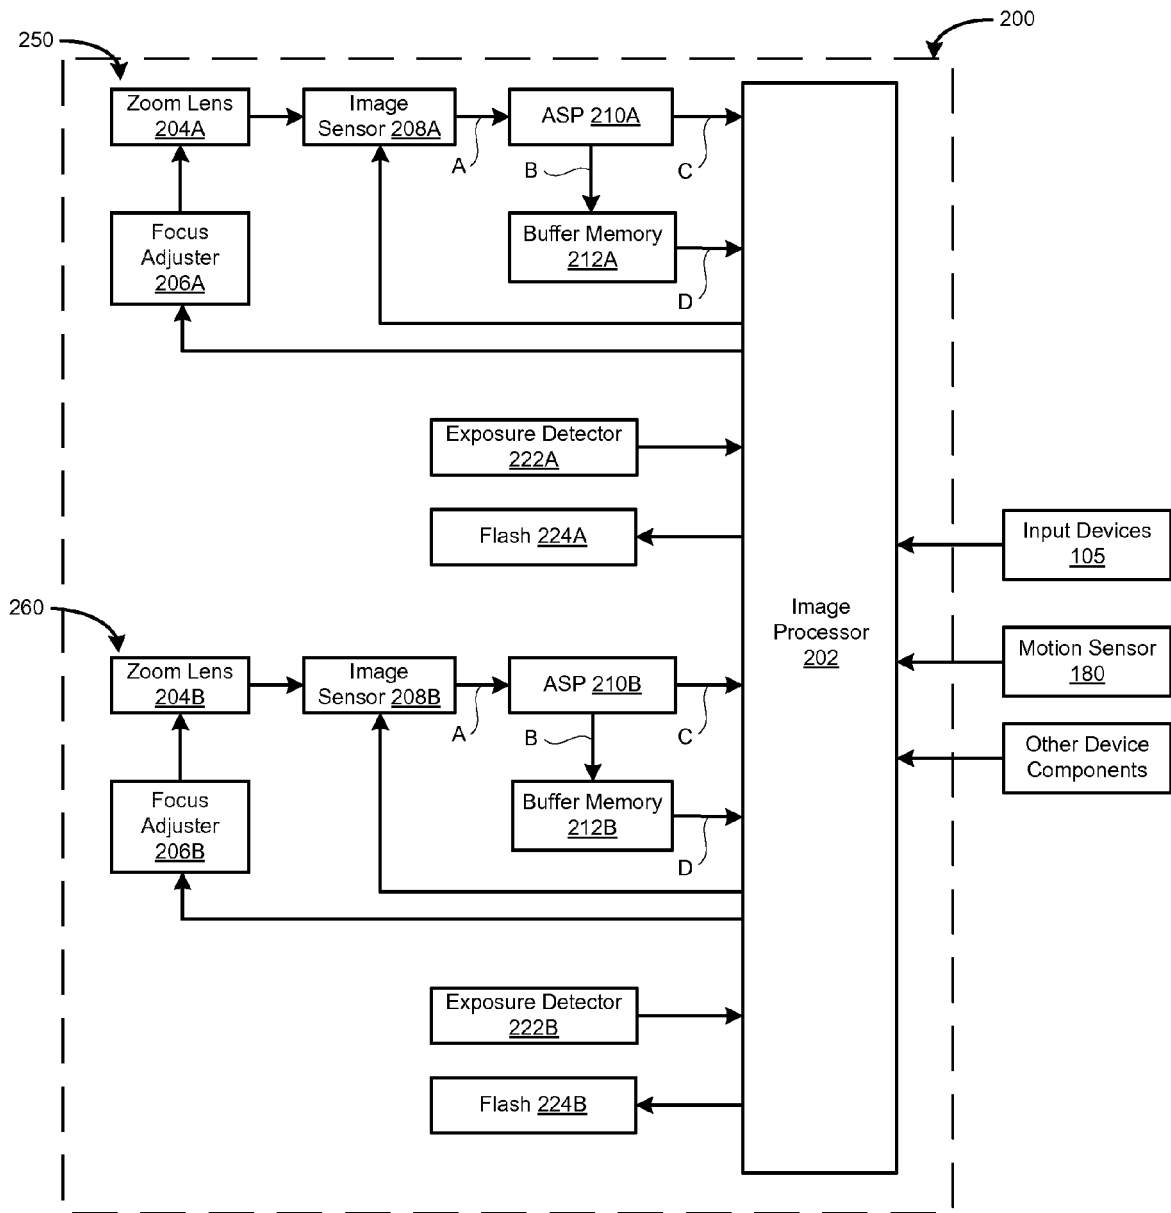 200
250
Zoom Lens
204A
Image
Sensor 208A
A
ASP 210A
B
C
Focus
Adjuster
206A
Buffer Memory
212A
D
Exposure Detector
222A
Flash 224A
Input Devices
105
Image
Processor
202
Motion Sensor
180
Other Device
Components
260
Zoom Lens
204B
Image
Sensor 208B
A
ASP 210B
B
C
Focus
Adjuster
206B
Buffer Memory
212B
D
Exposure Detector
222B
Flash 224B